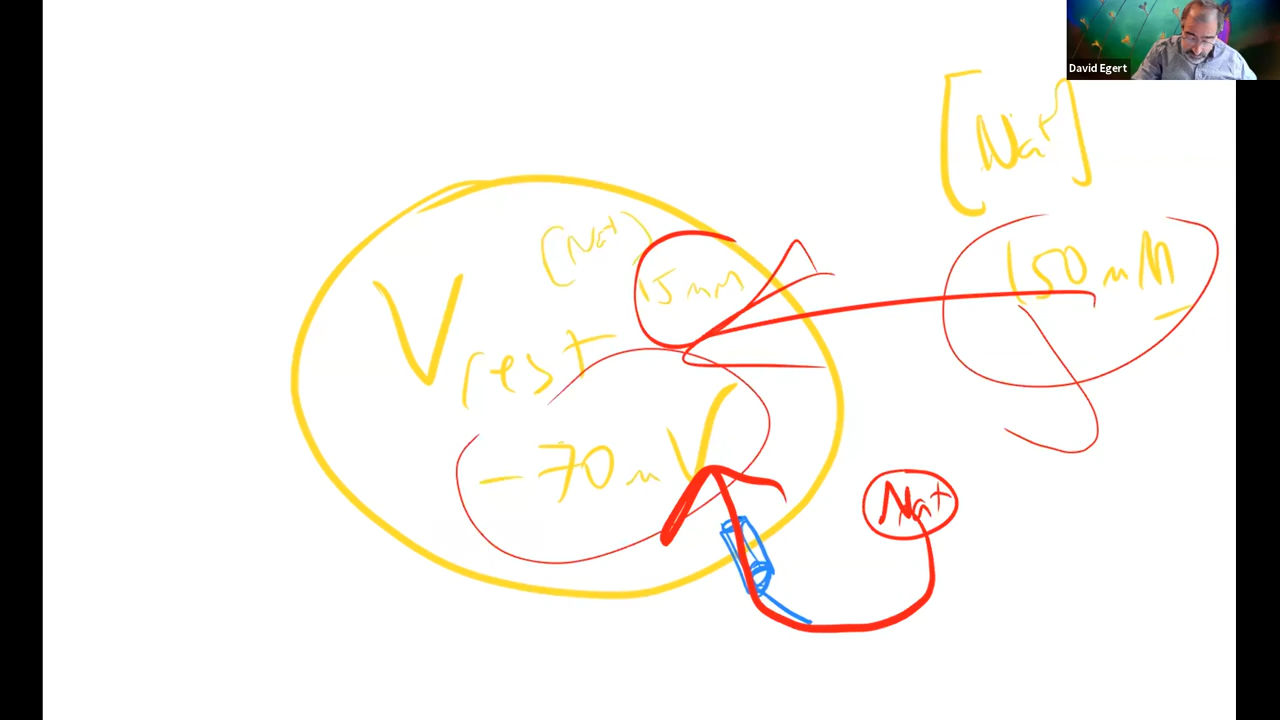 David Egert
[Na+]
[Na+]
15 mM
150 mM
Vrest
-70 mV
Na+